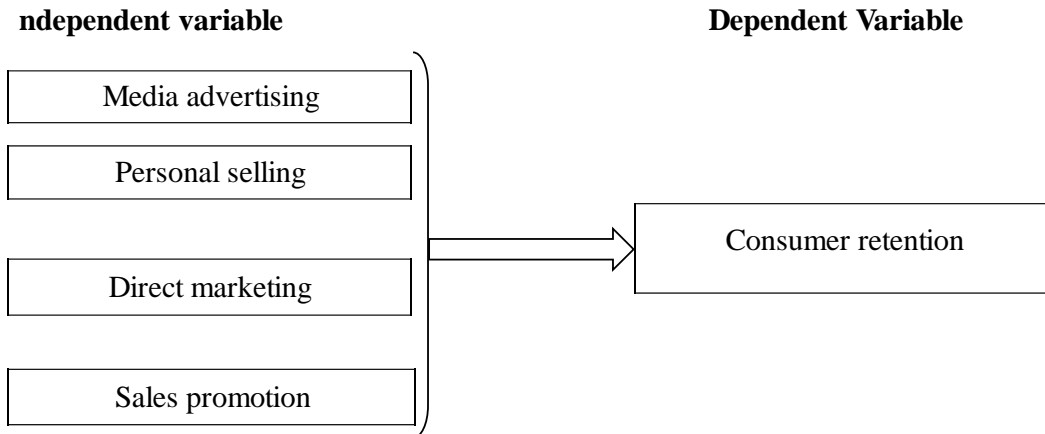 ndependent variable
Dependent Variable
Media advertising
Personal selling
Consumer retention
Direct marketing
Sales promotion